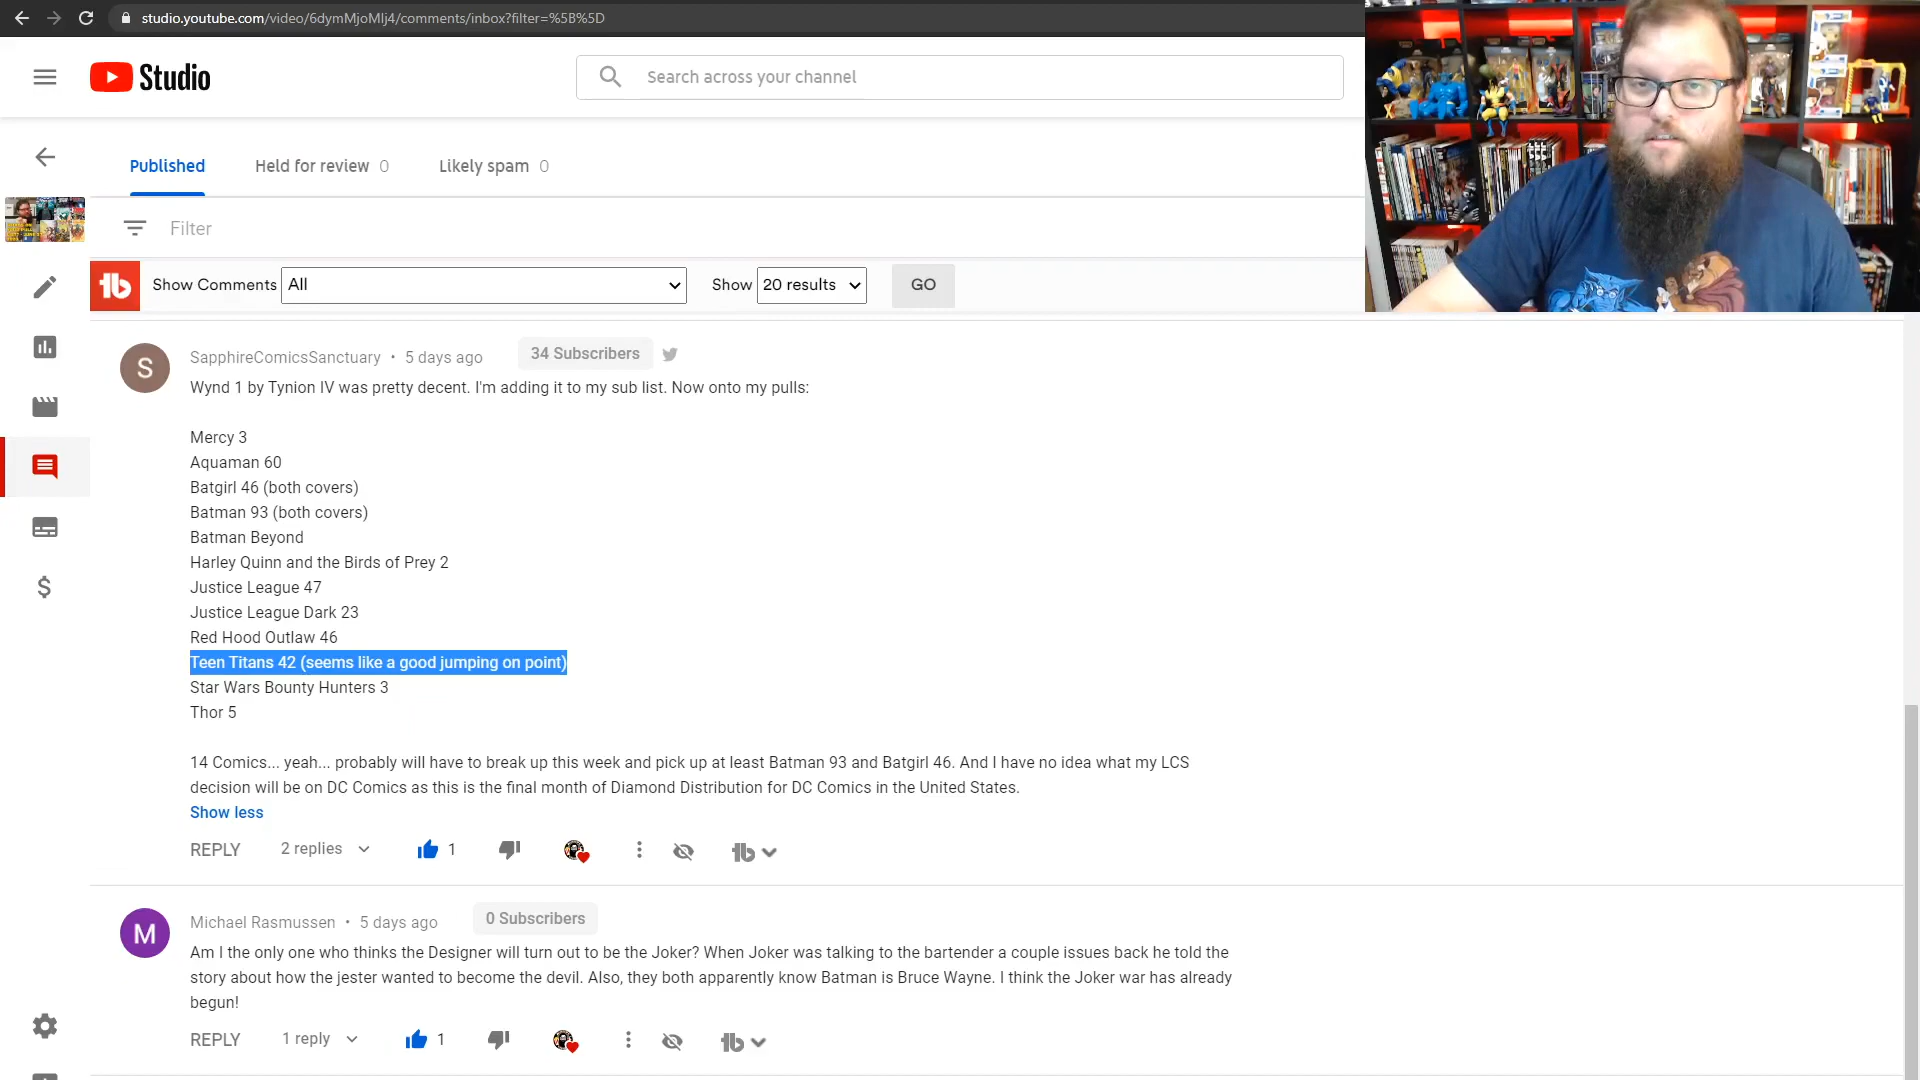 studio.youtube.com/video/6dymMjoMlj4/comments/inbox?filter=%5B%5D
Studio
Search across your channel
Published
Held for review 0
Likely spam 0
Filter
tb Show Comments All Show 20 results GO
S
SapphireComicsSanctuary • 5 days ago 34 Subscribers
Wynd 1 by Tynion IV was pretty decent. I'm adding it to my sub list. Now onto my pulls:
Mercy 3
Aquaman 60
Batgirl 46 (both covers)
Batman 93 (both covers)
Batman Beyond
Harley Quinn and the Birds of Prey 2
Justice League 47
Justice League Dark 23
Red Hood Outlaw 46
Teen Titans 42 (seems like a good jumping on point)
Star Wars Bounty Hunters 3
Thor 5
14 Comics... yeah... probably will have to break up this week and pick up at least Batman 93 and Batgirl 46. And I have no idea what my LCS
decision will be on DC Comics as this is the final month of Diamond Distribution for DC Comics in the United States.
Show less
REPLY 2 replies 1 tb
M
Michael Rasmussen • 5 days ago 0 Subscribers
Am I the only one who thinks the Designer will turn out to be the Joker? When Joker was talking to the bartender a couple issues back he told the
story about how the jester wanted to become the devil. Also, they both apparently know Batman is Bruce Wayne. I think the Joker war has already
begun!
REPLY 1 reply 1 tb